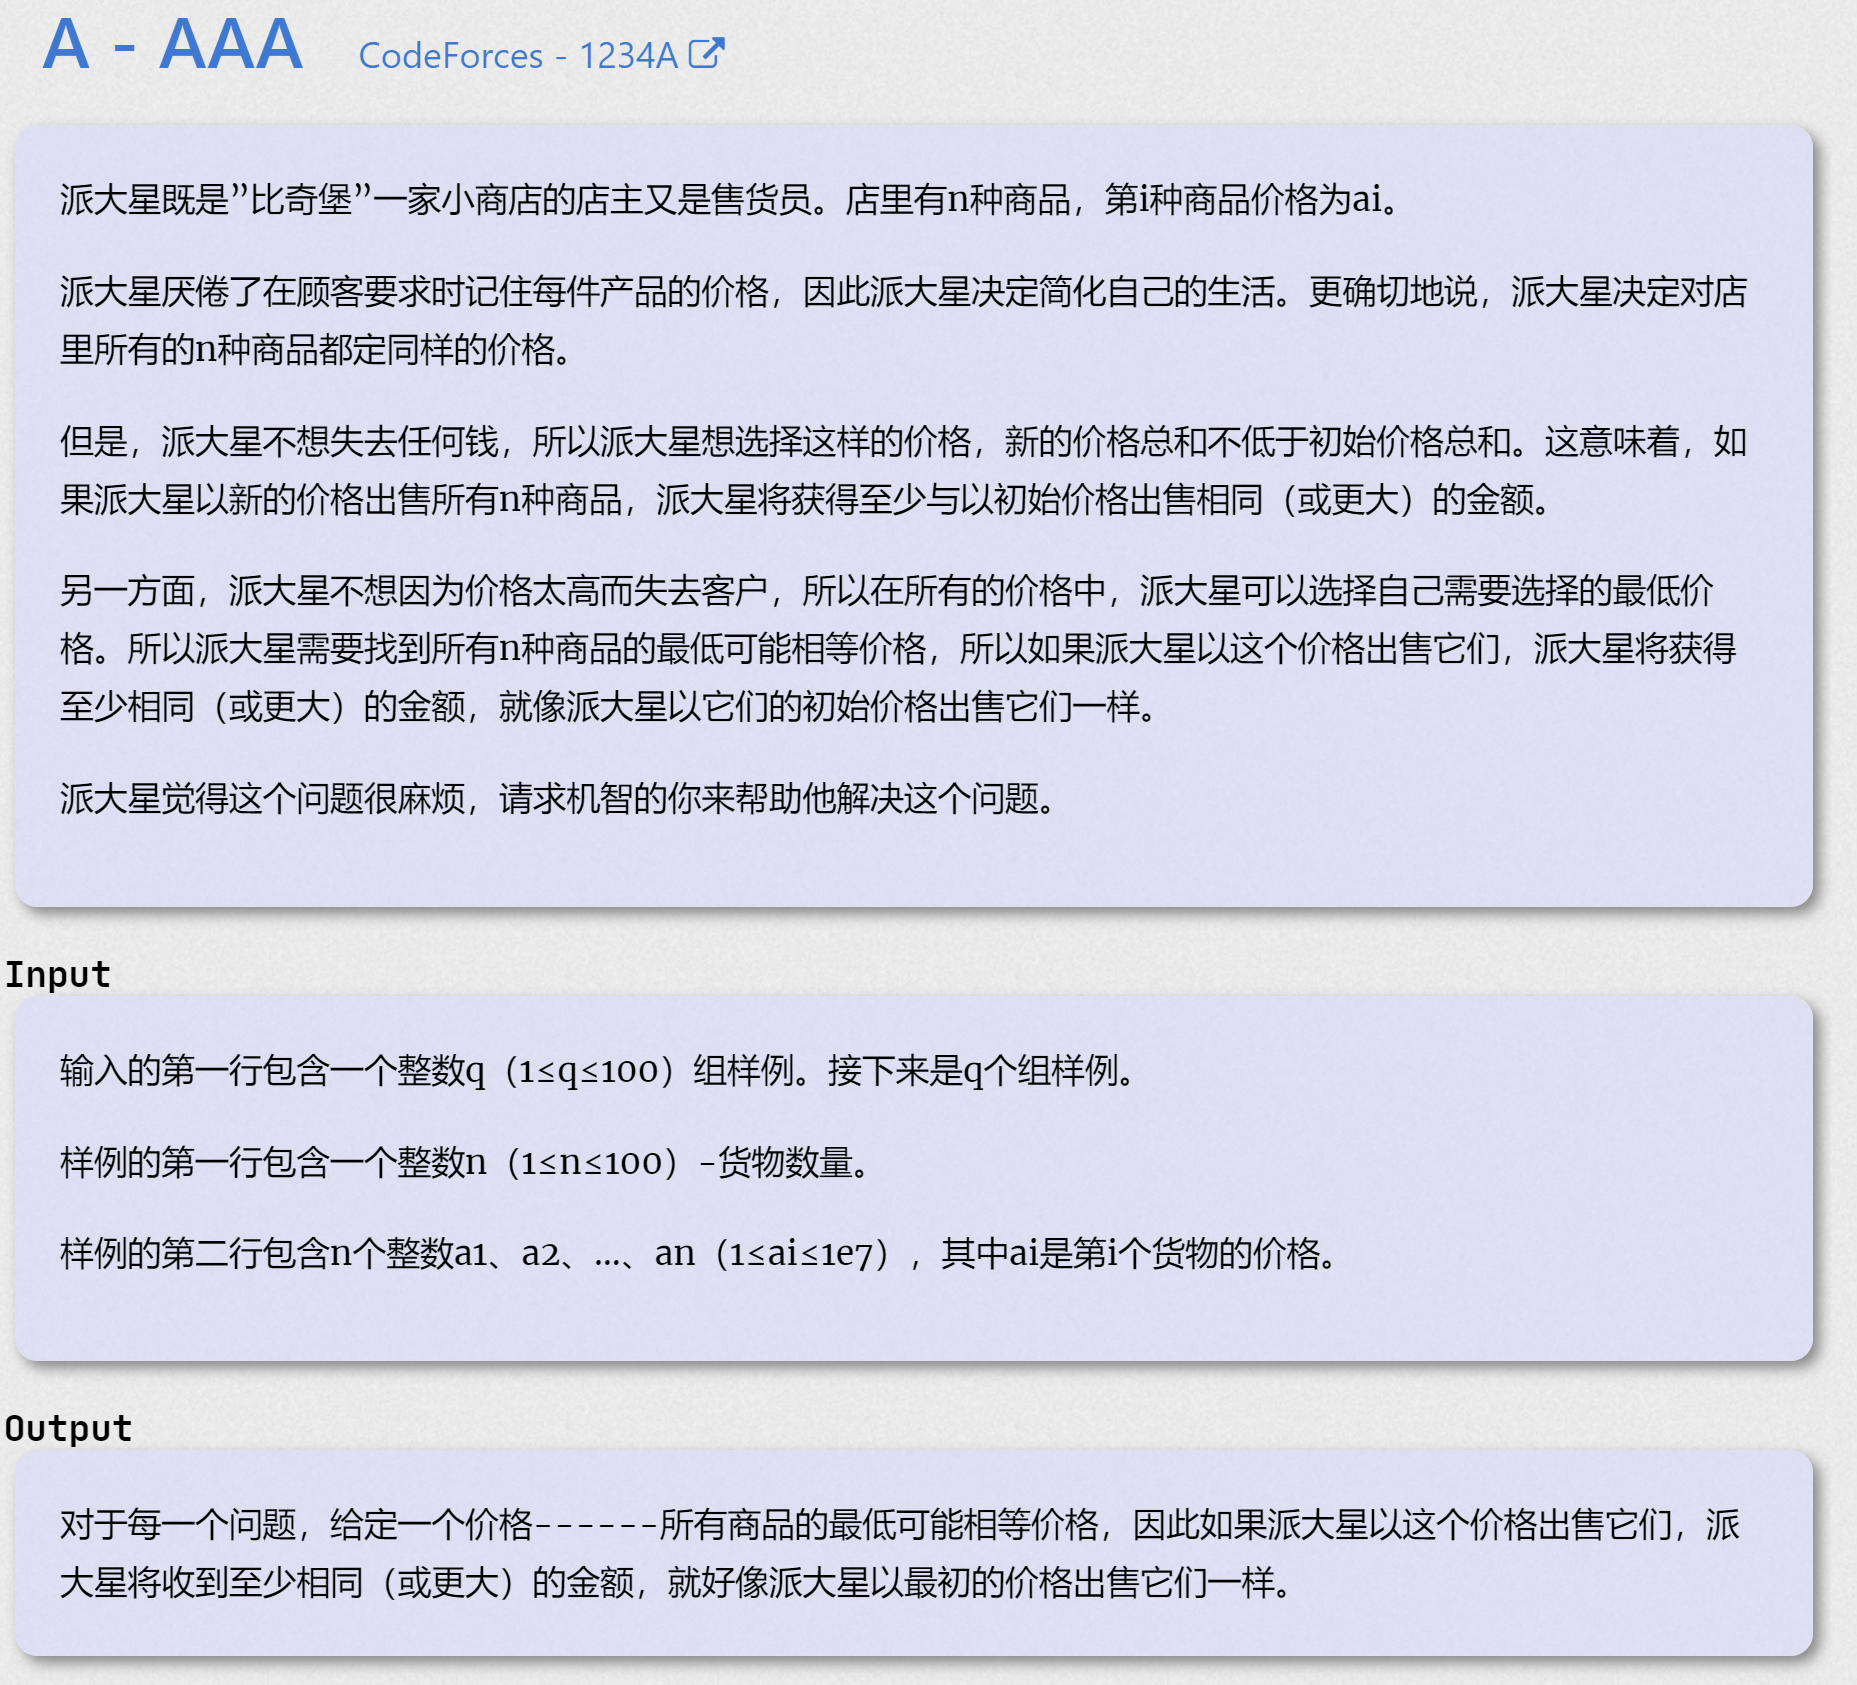 A - AAA CodeForces - 1234A
派大星既是”比奇堡”一家小商店的店主又是售货员。店里有n种商品，第i种商品价格为ai。
派大星厌倦了在顾客要求时记住每件产品的价格，因此派大星决定简化自己的生活。更确切地说，派大星决定对店
里所有的n种商品都定同样的价格。
但是，派大星不想失去任何钱，所以派大星想选择这样的价格，新的价格总和不低于初始价格总和。这意味着，如
果派大星以新的价格出售所有n种商品，派大星将获得至少与以初始价格出售相同（或更大）的金额。
另一方面，派大星不想因为价格太高而失去客户，所以在所有的价格中，派大星可以选择自己需要选择的最低价
格。所以派大星需要找到所有n种商品的最低可能相等价格，所以如果派大星以这个价格出售它们，派大星将获得
至少相同（或更大）的金额，就像派大星以它们的初始价格出售它们一样。
派大星觉得这个问题很麻烦，请求机智的你来帮助他解决这个问题。
Input
输入的第一行包含一个整数q（1≤q≤100）组样例。接下来是q个组样例。
样例的第一行包含一个整数n（1≤n≤100）-货物数量。
样例的第二行包含n个整数a1、a2、...、an（1≤ai≤1e7），其中ai是第i个货物的价格。
Output
对于每一个问题，给定一个价格------所有商品的最低可能相等价格，因此如果派大星以这个价格出售它们，派
大星将收到至少相同（或更大）的金额，就好像派大星以最初的价格出售它们一样。